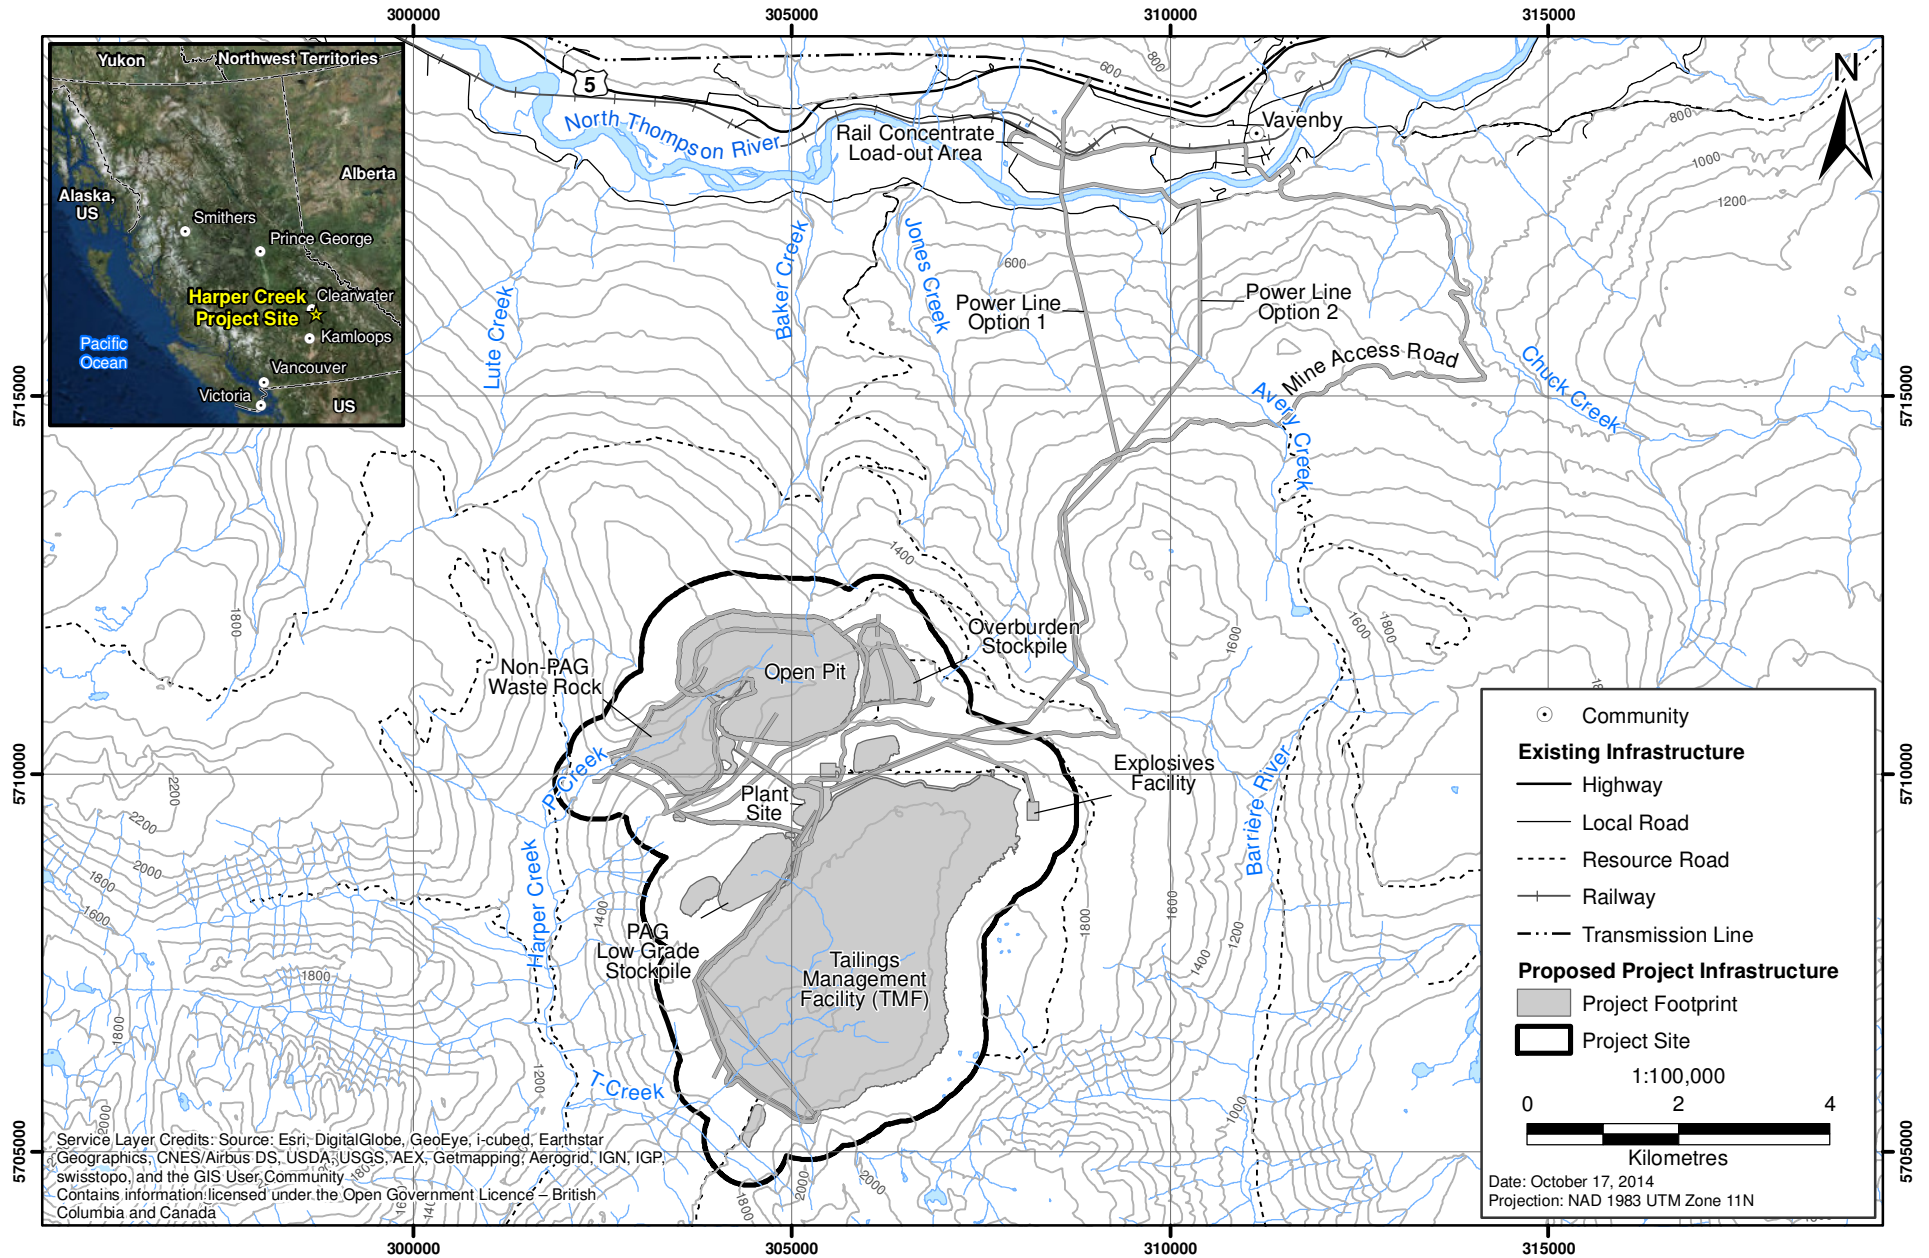 300000
305000
310000
315000
Yukon
Northwest Territories
Alberta
Alaska,
US
Smithers
Prince George
Harper Creek
Project Site
Clearwater
Kamloops
Pacific
Ocean
Vancouver
Victoria
US
5
600
800
N
North Thompson River
Rail Concentrate
Load-out Area
Vavenby
800
1000
1200
Lute Creek
Baker Creek
Jones Creek
600
Power Line
Option 1
Power Line
Option 2
Mine Access Road
Chuck Creek
Avery Creek
5715000
5715000
1400
1800
1600
1800
1600
Overburden
Stockpile
Non-PAG
Waste Rock
Open Pit
P-Creek
Explosives
Facility
Plant
Site
Barrière River
5710000
5710000
2200
2200
2000
1800
1600
Harper Creek
1400
1800
1600
1200
1400
PAG
Low Grade
Stockpile
Tailings
Management
Facility (TMF)
1800
1800
1200
T-Creek
1000
2000
Community
Existing Infrastructure
Highway
Local Road
Resource Road
Railway
Transmission Line
Proposed Project Infrastructure
Project Footprint
Project Site
1:100,000
0 2 4
Kilometres
Date: October 17, 2014
Projection: NAD 1983 UTM Zone 11N
5705000
5705000
Service Layer Credits: Source: Esri, DigitalGlobe, GeoEye, i-cubed, Earthstar
Geographics, CNES/Airbus DS, USDA, USGS, AEX, Getmapping, Aerogrid, IGN, IGP,
swisstopo, and the GIS User Community
Contains information licensed under the Open Government Licence – British
Columbia and Canada
1800
2000
2000
300000
305000
310000
315000